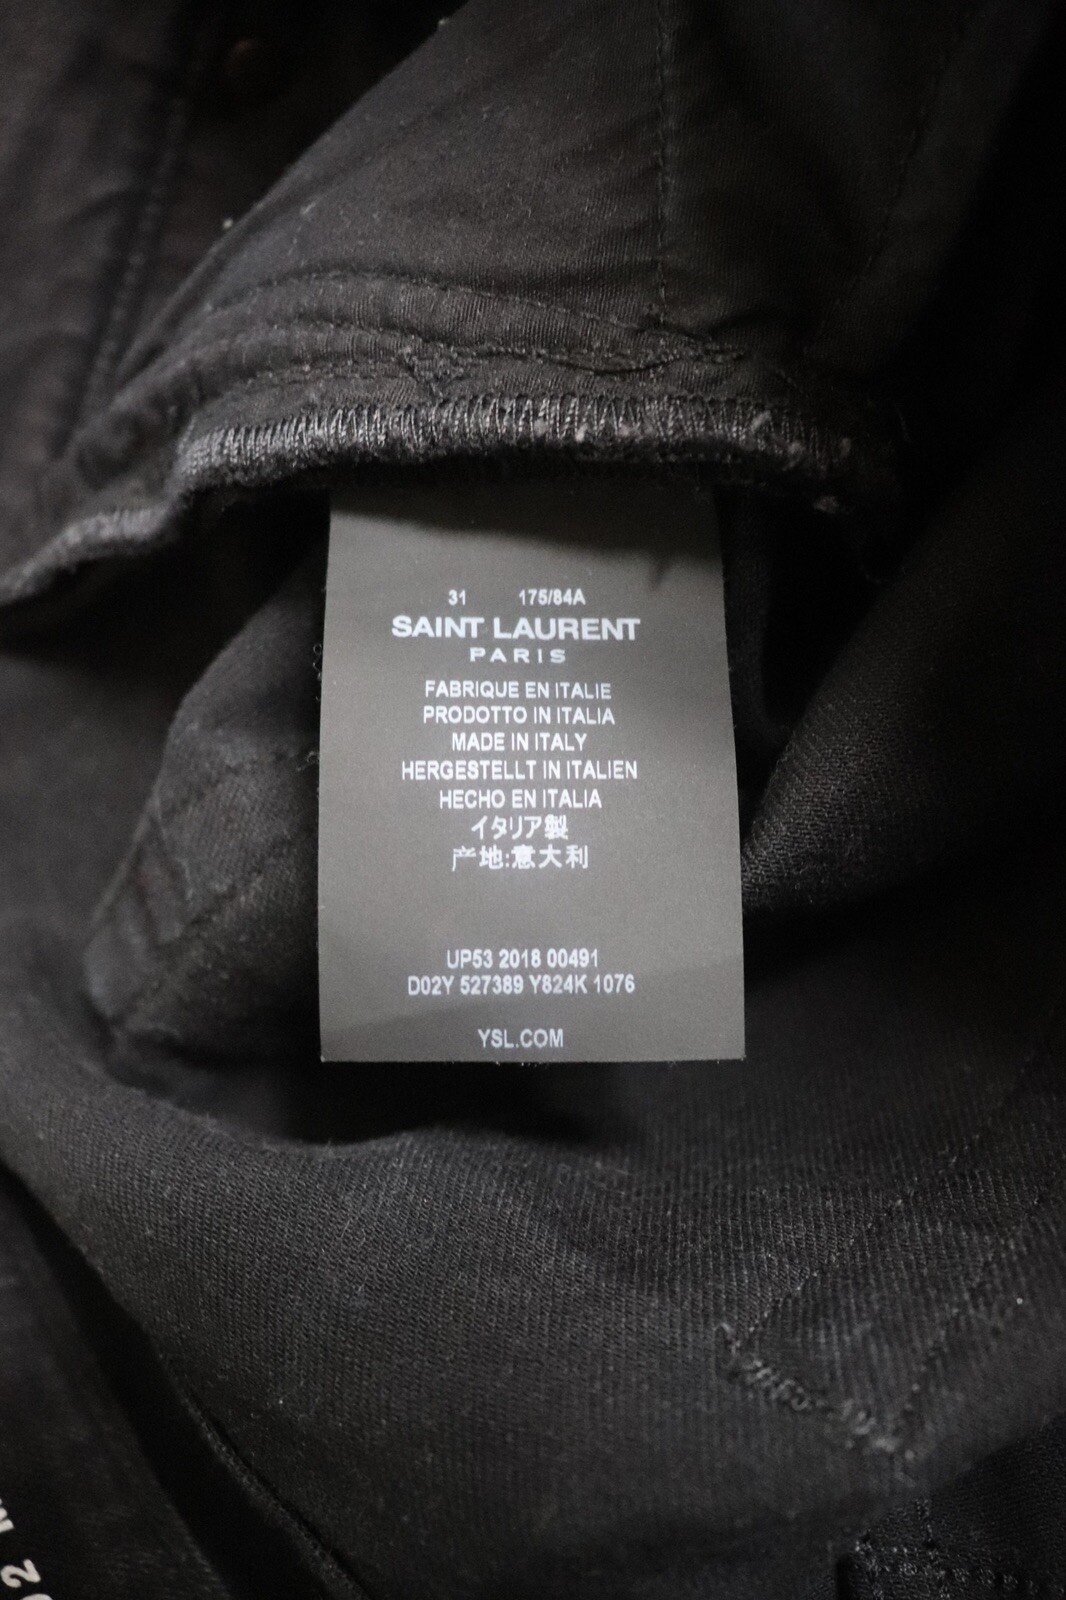 31 175/84A
SAINT LAURENT
PARIS
FABRIQUE EN ITALIE
PRODOTTO IN ITALIA
MADE IN ITALY
HERGESTELLT IN ITALIEN
HECHO EN ITALIA
イタリア製
产地:意大利
UP53 2018 00491
D02Y 527389 Y824K 1076
YSL.COM